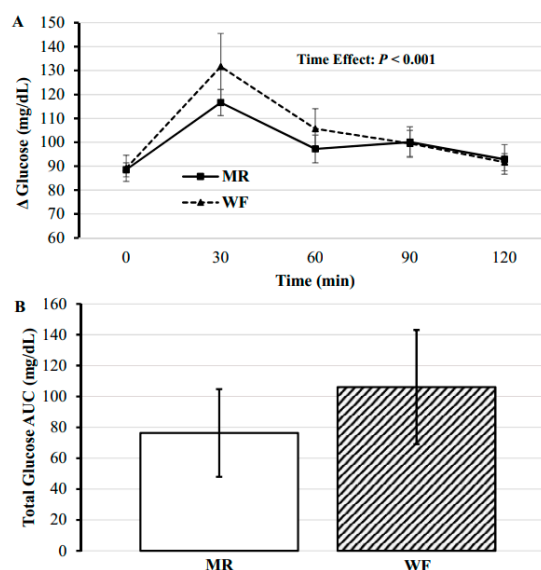 A
150
140
130
120
110
100
90
80
70
60
Δ Glucose (mg/dL)
Time Effect: P < 0.001
MR
WF
0 30 60 90 120
Time (min)
B
160
140
120
100
80
60
40
20
0
Total Glucose AUC (mg/dL)
MR WF